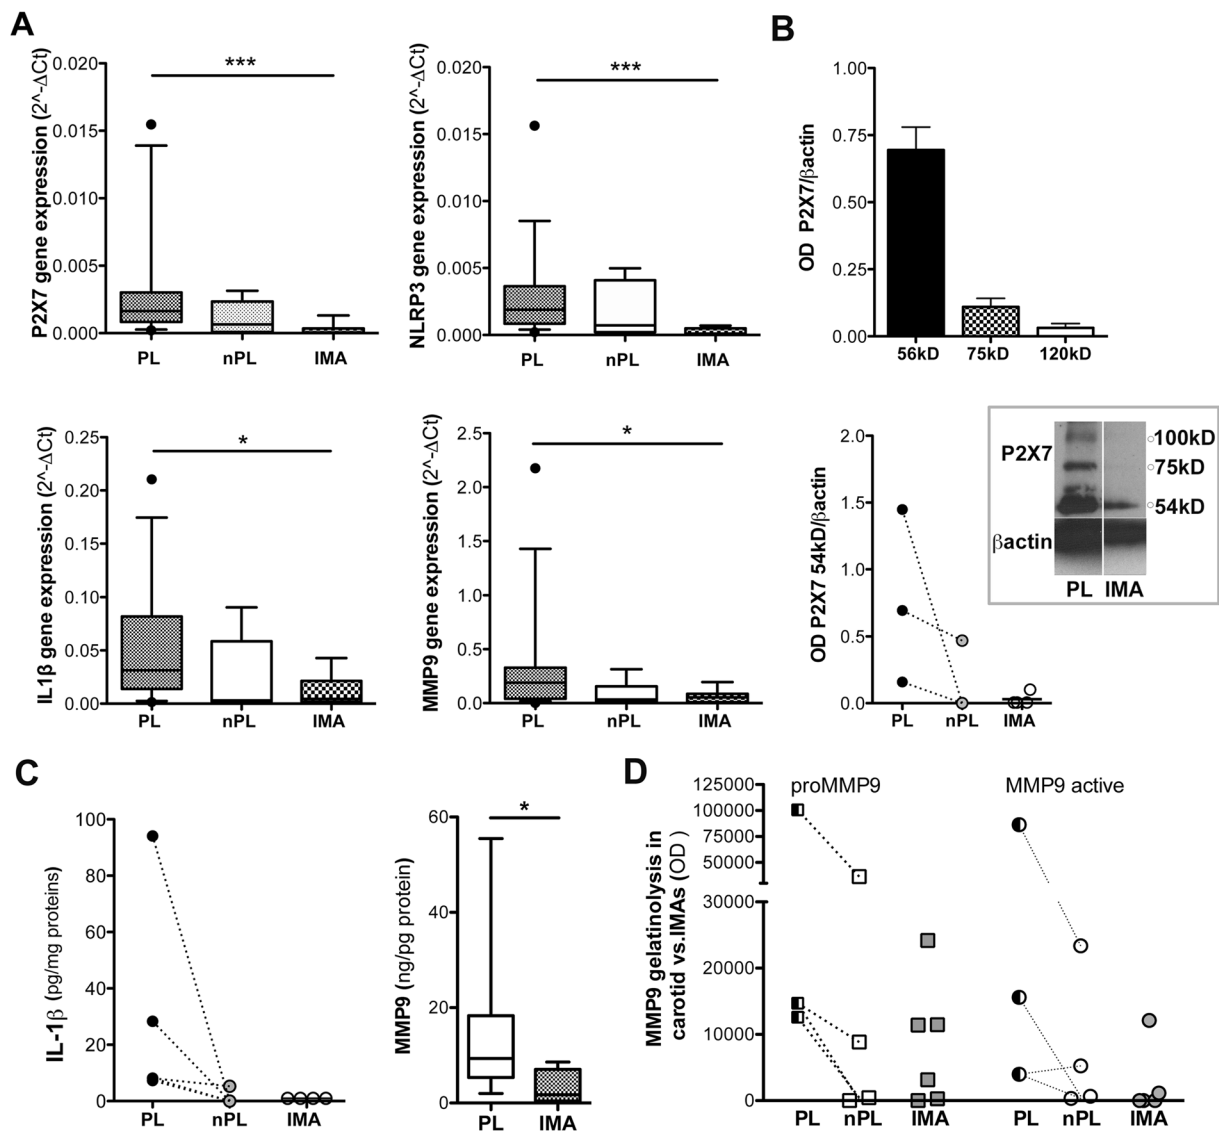 A
P2X7 gene expression (2^-ΔCt)
0.020
0.015
0.010
0.005
0.000
***
PL
nPL
IMA
NLRP3 gene expression (2^-ΔCt)
0.020
0.015
0.010
0.005
0.000
***
PL
nPL
IMA
IL1β gene expression (2^-ΔCt)
0.25
0.20
0.15
0.10
0.05
0.00
*
PL
nPL
IMA
MMP9 gene expression (2^-ΔCt)
2.5
2.0
1.5
1.0
0.5
0.0
*
PL
nPL
IMA
B
OD P2X7/βactin
1.00
0.75
0.50
0.25
0.00
56kD
75kD
120kD
OD P2X7 54kD/βactin
2.0
1.5
1.0
0.5
0.0
PL
nPL
IMA
P2X7
100kD
75kD
54kD
βactin
PL
IMA
C
IL-1β (pg/mg proteins)
100
80
60
40
20
0
PL
nPL
IMA
MMP9 (ng/pg protein)
60
40
20
0
*
PL
IMA
D
MMP9 gelatinolysis in
carotid vs.IMAs (OD )
125000
100000
75000
50000
30000
20000
10000
0
proMMP9
MMP9 active
PL
nPL
IMA
PL
nPL
IMA